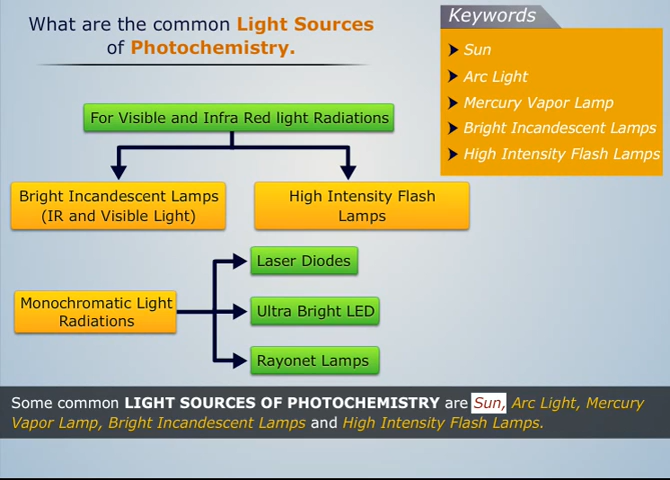 What are the common Light Sources
of Photochemistry.
Keywords
Sun
Arc Light
Mercury Vapor Lamp
Bright Incandescent Lamps
High Intensity Flash Lamps
For Visible and Infra Red light Radiations
Bright Incandescent Lamps
(IR and Visible Light)
High Intensity Flash
Lamps
Monochromatic Light
Radiations
Laser Diodes
Ultra Bright LED
Rayonet Lamps
Some common LIGHT SOURCES OF PHOTOCHEMISTRY are Sun, Arc Light, Mercury
Vapor Lamp, Bright Incandescent Lamps and High Intensity Flash Lamps.